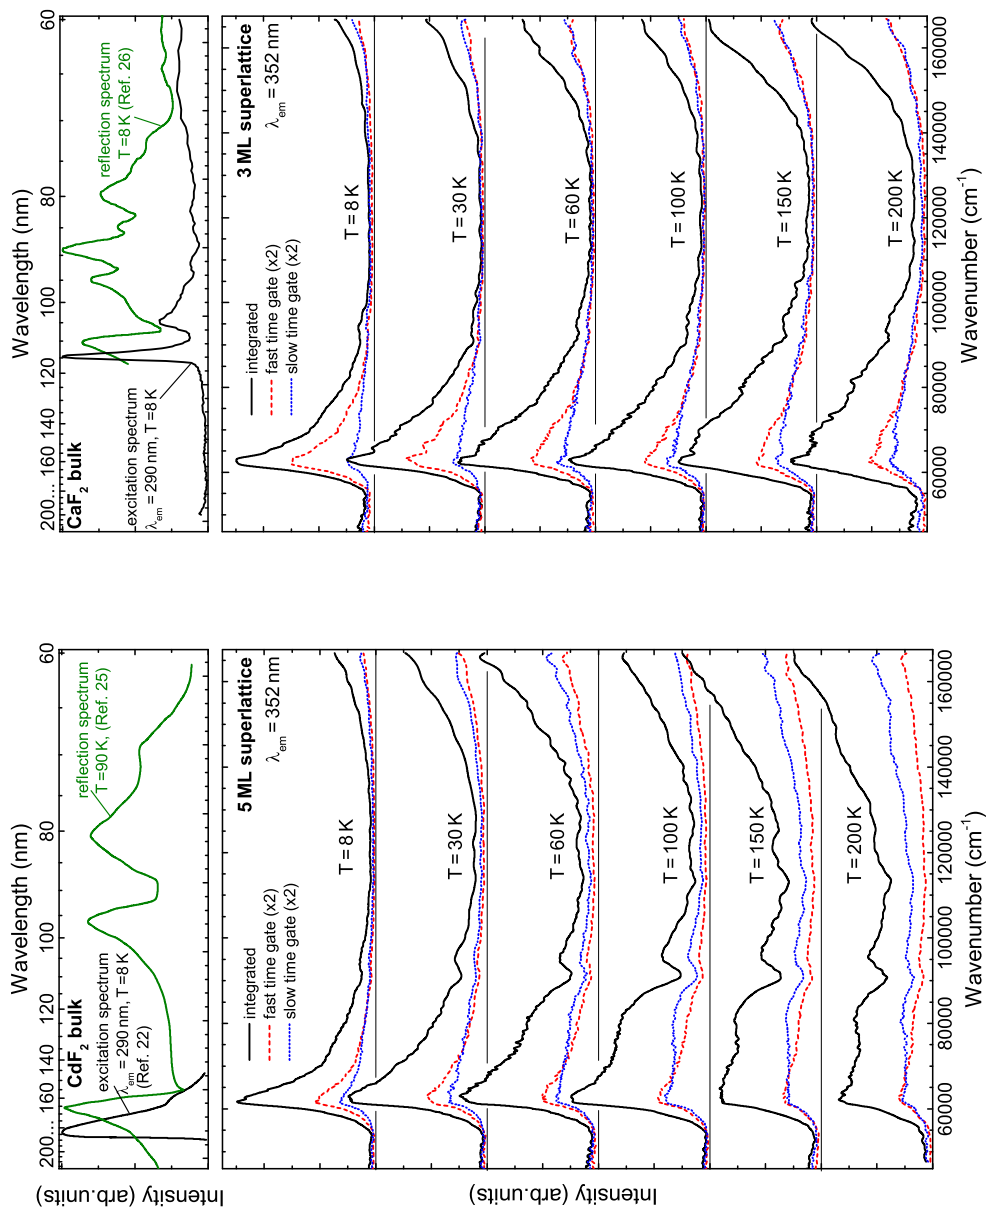 Wavelength (nm)
200... 160 140 120 100 80 60
CdF2 bulk
excitation spectrum
λem = 290 nm, T=8 K
(Ref. 22)
reflection spectrum
T=90 K, (Ref. 25)
Intensity (arb.units)
5 ML superlattice
λem = 352 nm
integrated
fast time gate (x2)
slow time gate (x2)
T = 8 K
T = 30 K
T = 60 K
T = 100 K
T = 150 K
T = 200 K
Intensity (arb.units)
60000 80000 100000 120000 140000 160000
Wavenumber (cm-1)
Wavelength (nm)
200... 160 140 120 100 80 60
CaF2 bulk
excitation spectrum
λem = 290 nm, T=8 K
reflection spectrum
T=8 K (Ref. 26)
3 ML superlattice
λem = 352 nm
integrated
fast time gate (x2)
slow time gate (x2)
T = 8 K
T = 30 K
T = 60 K
T = 100 K
T = 150 K
T = 200 K
60000 80000 100000 120000 140000 160000
Wavenumber (cm-1)